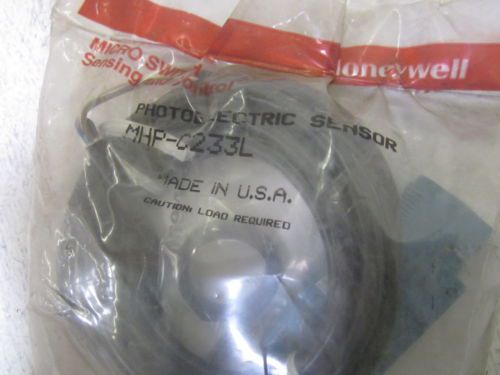 MICRO SWITCH
Sensing and Control
Honeywell
PHOTOELECTRIC SENSOR
MHP-C233L
MADE IN U.S.A.
CAUTION: LOAD REQUIRED